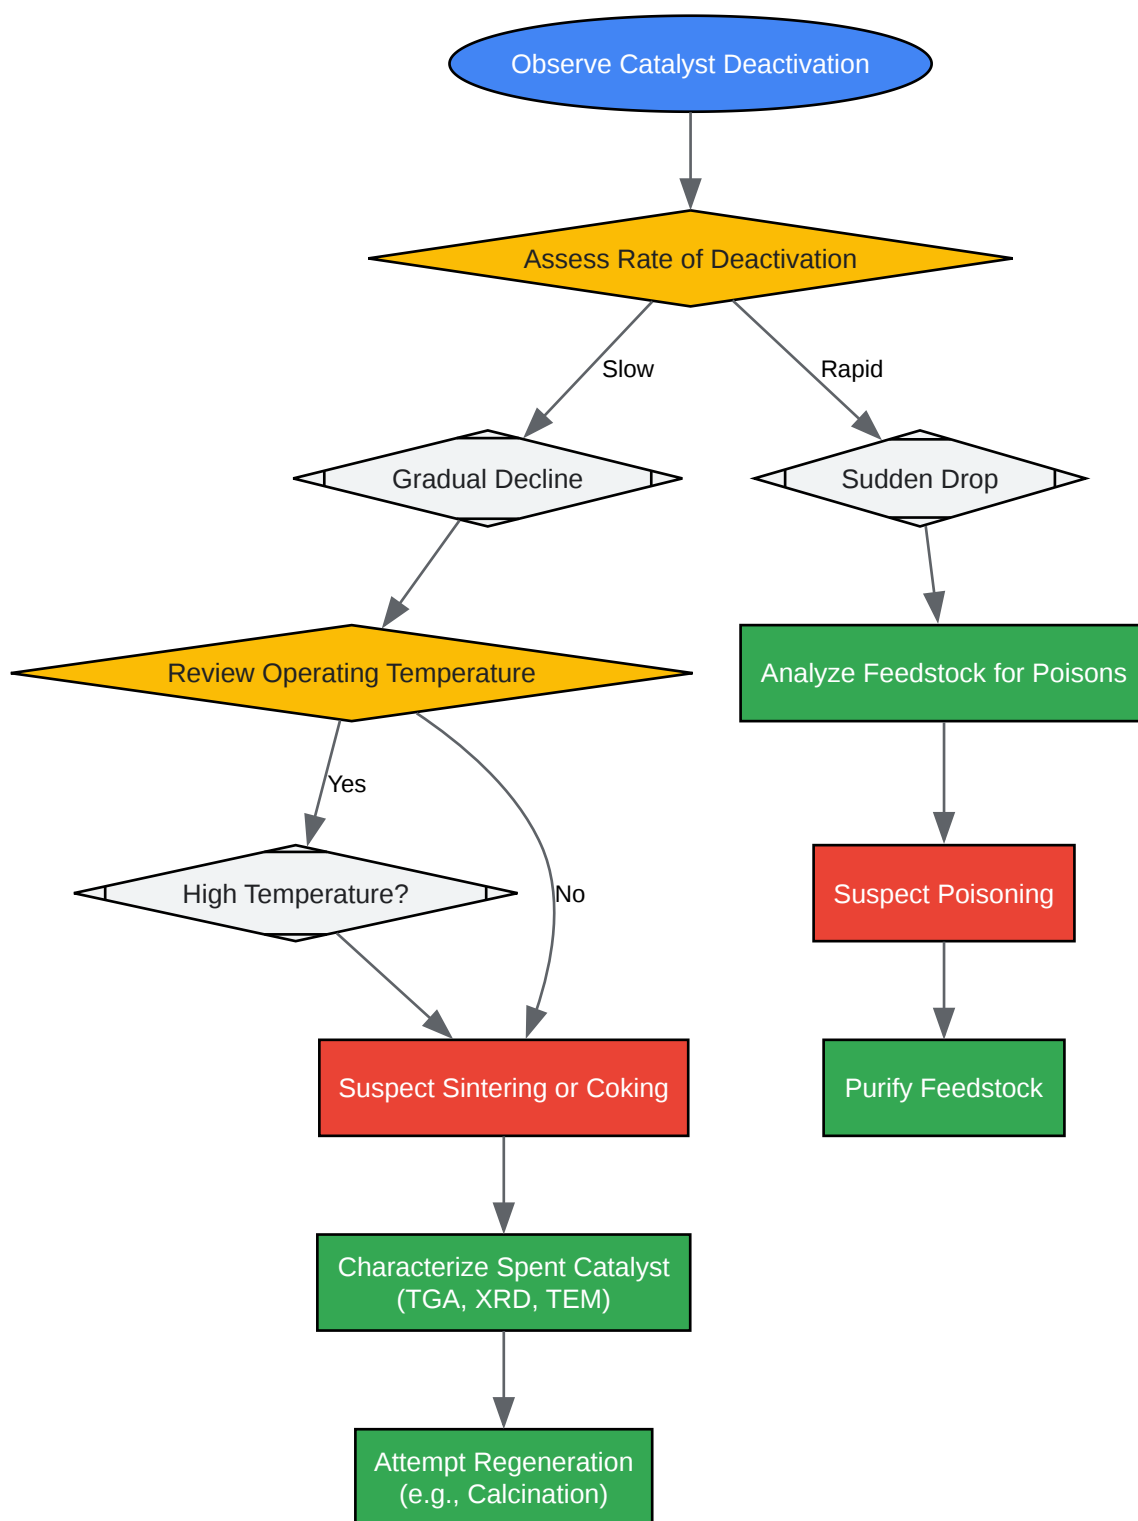 Observe Catalyst Deactivation
Assess Rate of Deactivation
Slow
Rapid
Gradual Decline
Sudden Drop
Review Operating Temperature
Analyze Feedstock for Poisons
Yes
High Temperature?
No
Suspect Poisoning
Suspect Sintering or Coking
Purify Feedstock
Characterize Spent Catalyst
(TGA, XRD, TEM)
Attempt Regeneration
(e.g., Calcination)